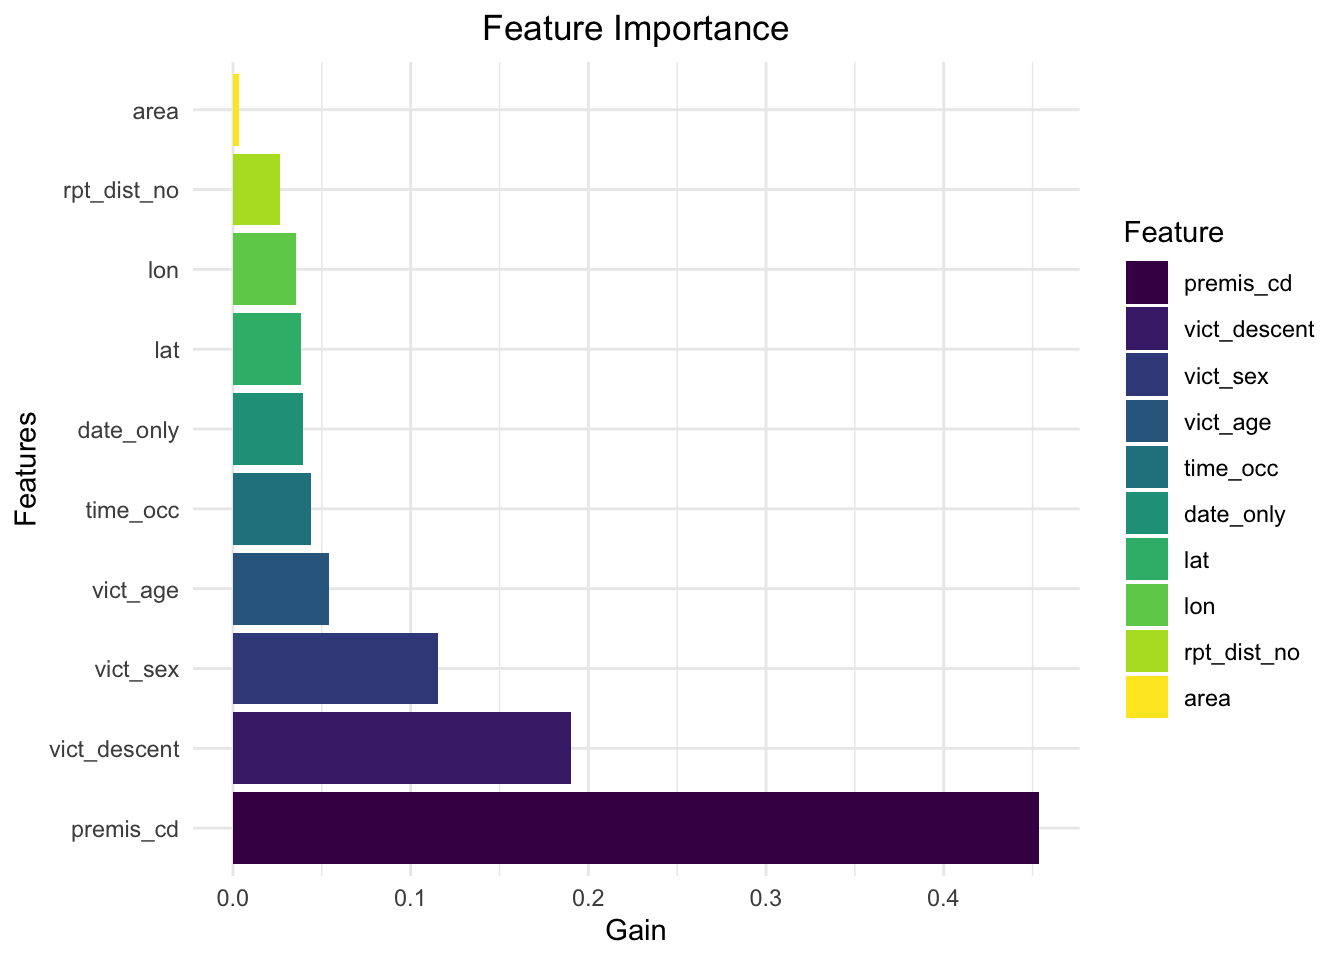 Feature Importance
area
rpt_dist_no
lon
lat
date_only
time_occ
vict_age
vict_sex
vict_descent
premis_cd
Features
0.0 0.1 0.2 0.3 0.4
Gain
Feature
premis_cd
vict_descent
vict_sex
vict_age
time_occ
date_only
lat
lon
rpt_dist_no
area